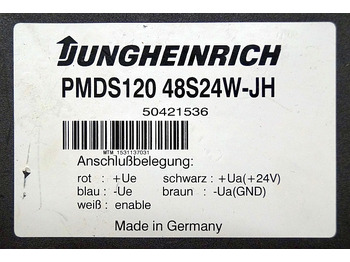 JUNGHEINRICH
PMDS120 48S24W-JH
50421536
MTM 1531137031
Anschlußbelegung:
rot : +Ue schwarz : +Ua(+24V)
blau : -Ue braun : -Ua(GND)
weiß : enable
Made in Germany